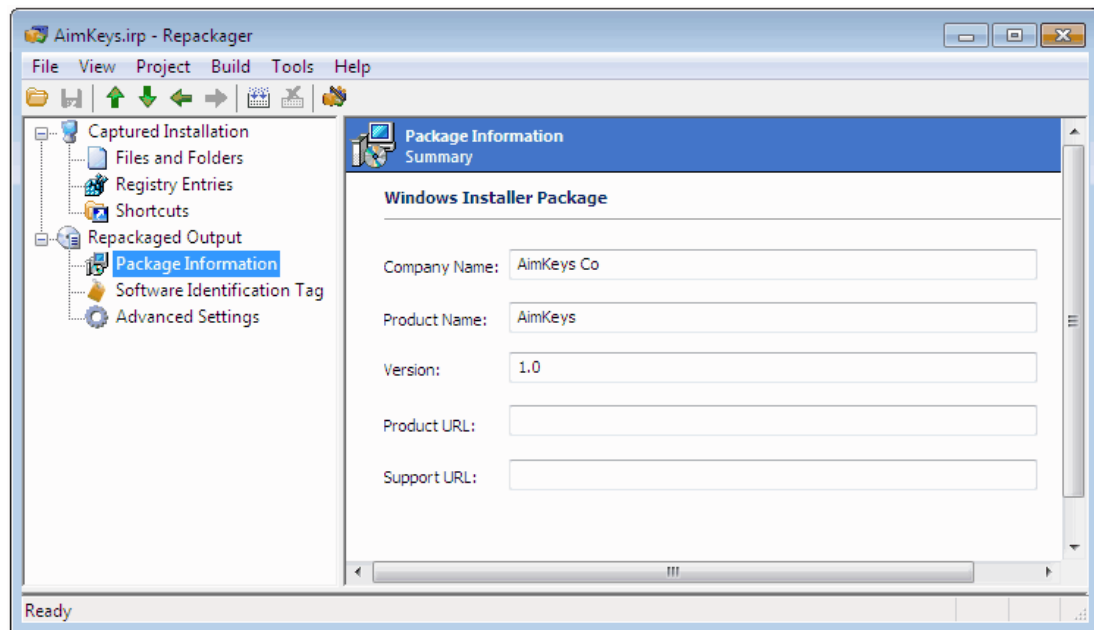 AimKeys.irp - Repackager
File View Project Build Tools Help
Captured Installation
Files and Folders
Registry Entries
Shortcuts
Repackaged Output
Package Information
Software Identification Tag
Advanced Settings
Package Information
Summary
Windows Installer Package
Company Name: AimKeys Co
Product Name: AimKeys
Version: 1.0
Product URL:
Support URL:
Ready